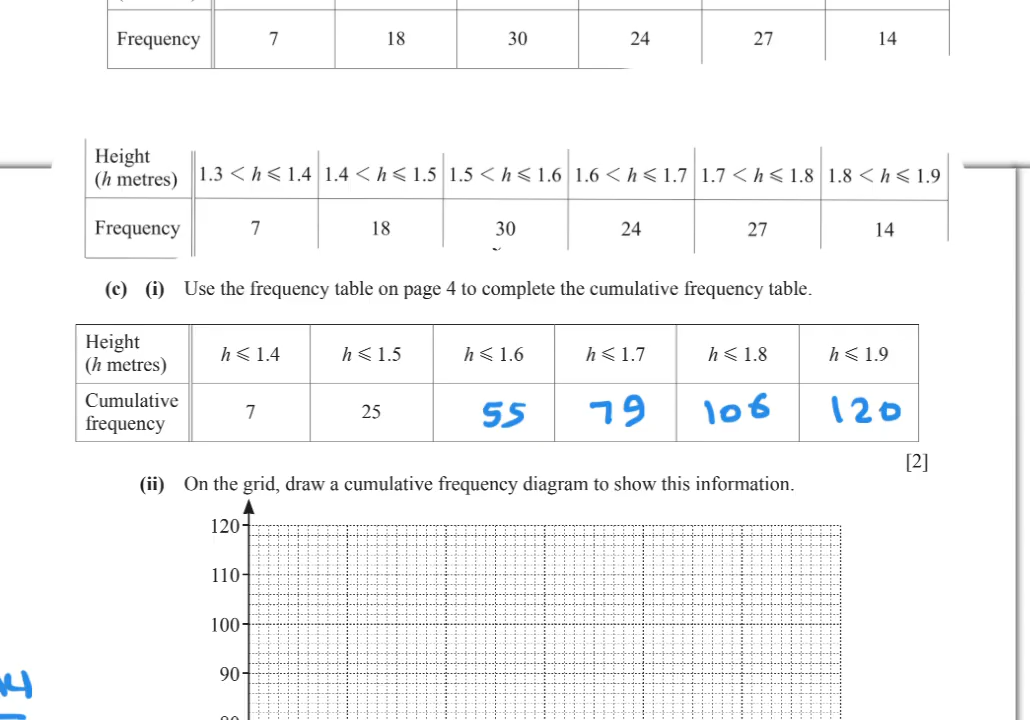 Frequency 7 18 30 24 27 14
Height
(h metres) 1.3 < h ⩽ 1.4 1.4 < h ⩽ 1.5 1.5 < h ⩽ 1.6 1.6 < h ⩽ 1.7 1.7 < h ⩽ 1.8 1.8 < h ⩽ 1.9
Frequency 7 18 30 24 27 14
(c) (i) Use the frequency table on page 4 to complete the cumulative frequency table.
Height
(h metres) h ⩽ 1.4 h ⩽ 1.5 h ⩽ 1.6 h ⩽ 1.7 h ⩽ 1.8 h ⩽ 1.9
Cumulative
frequency 7 25 55 79 106 120
[2]
(ii) On the grid, draw a cumulative frequency diagram to show this information.
120
110
100
90